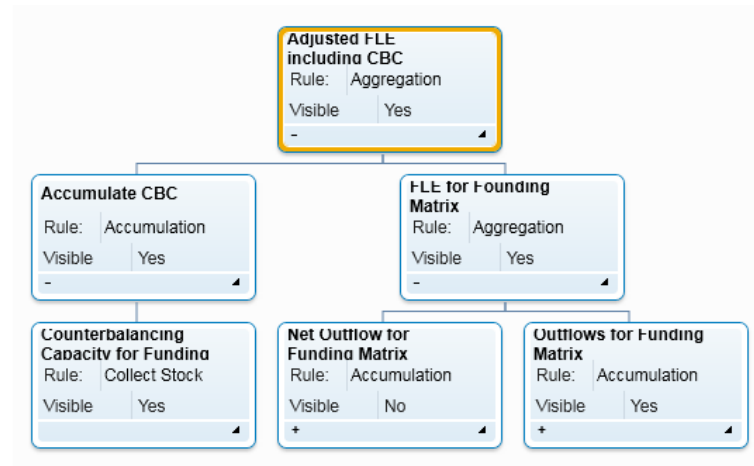 Adjusted FLE
including CBC
Rule: Aggregation
Visible Yes
-
Accumulate CBC
Rule: Accumulation
Visible Yes
-
FLE for Founding
Matrix
Rule: Aggregation
Visible Yes
-
Counterbalancing
Capacity for Funding
Rule: Collect Stock
Visible Yes
Net Outflow for
Funding Matrix
Rule: Accumulation
Visible No
+
Outflows for Funding
Matrix
Rule: Accumulation
Visible Yes
+